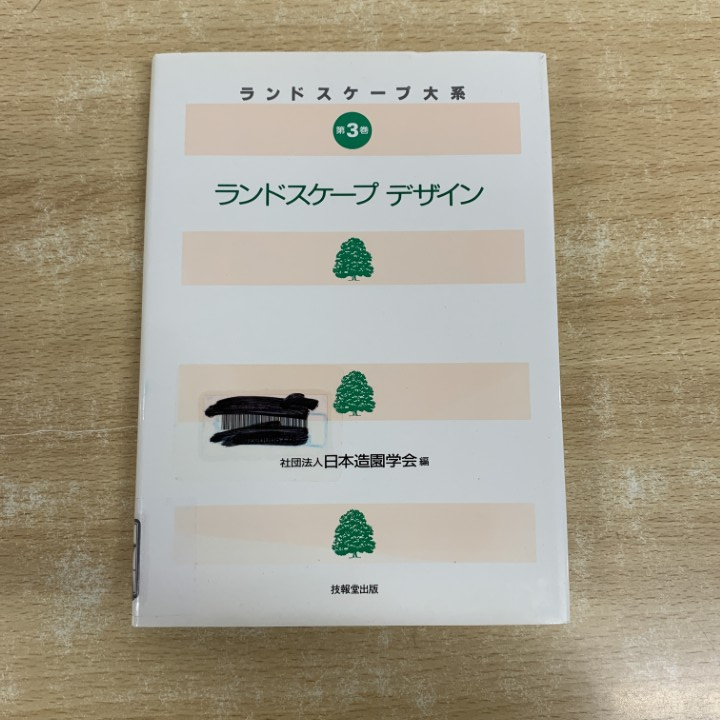 ランドスケープ大系
第3巻
ランドスケープ デザイン
社団法人日本造園学会 編
技報堂出版